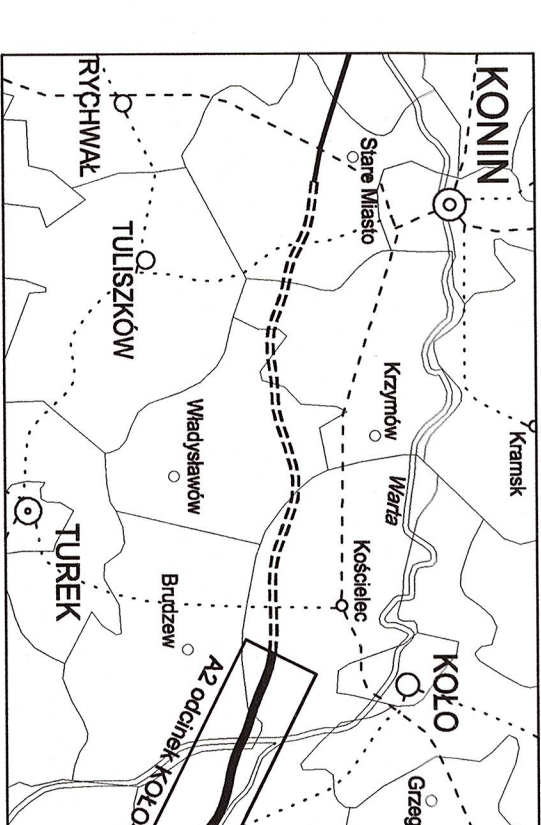 KONIN
RYCHWAŁ
Stare Miasto
TULISZKÓW
Krzymów
Kramsk
Władysławów
Warta
Kościelec
TUREK
Brudzew
KOŁO
A2 odcinek KOŁO
Grzeg